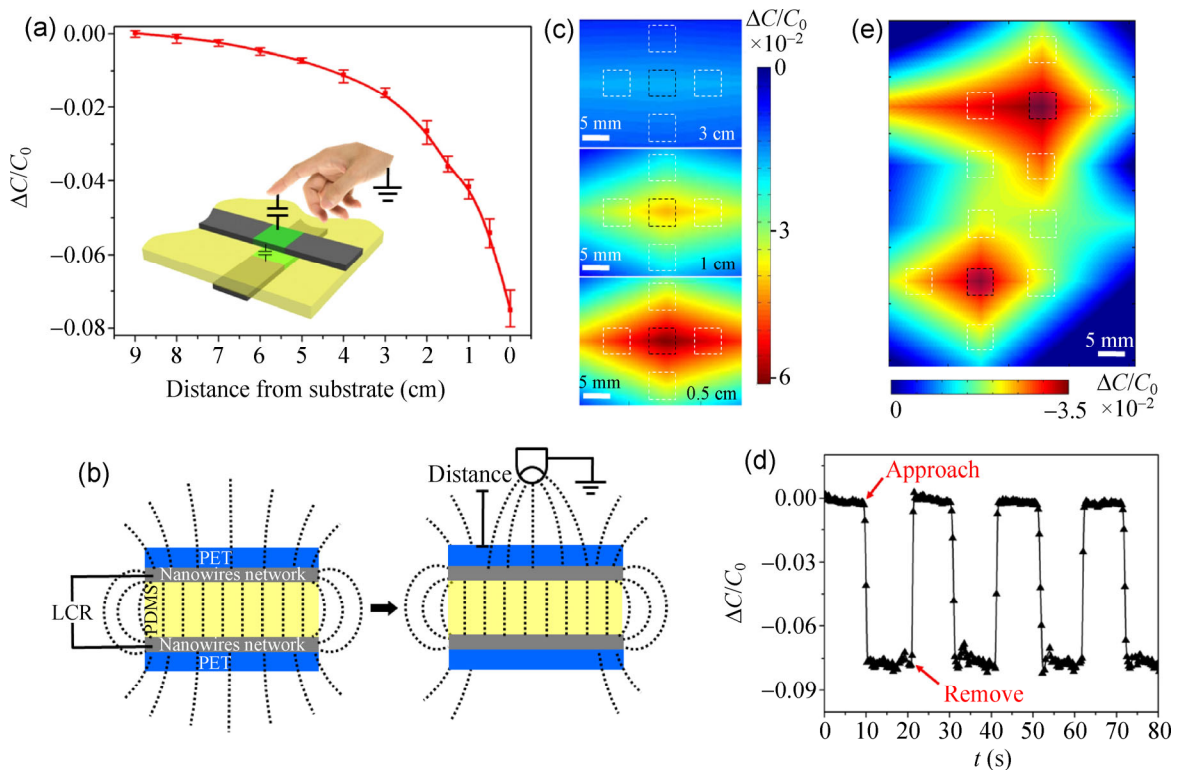 (a)
0.00
−0.02
−0.04
−0.06
−0.08
ΔC/C0
9 8 7 6 5 4 3 2 1 0
Distance from substrate (cm)
(c)
ΔC/C0
×10−2
0
3
6
5 mm
3 cm
5 mm
1 cm
5 mm
0.5 cm
(e)
5 mm
0
−3.5
ΔC/C0
×10−2
(b)
LCR
PET
Nanowires network
PDMS
Nanowires network
PET
Distance
(d)
Approach
Remove
0.00
−0.03
−0.06
−0.09
ΔC/C0
0 10 20 30 40 50 60 70 80
t (s)